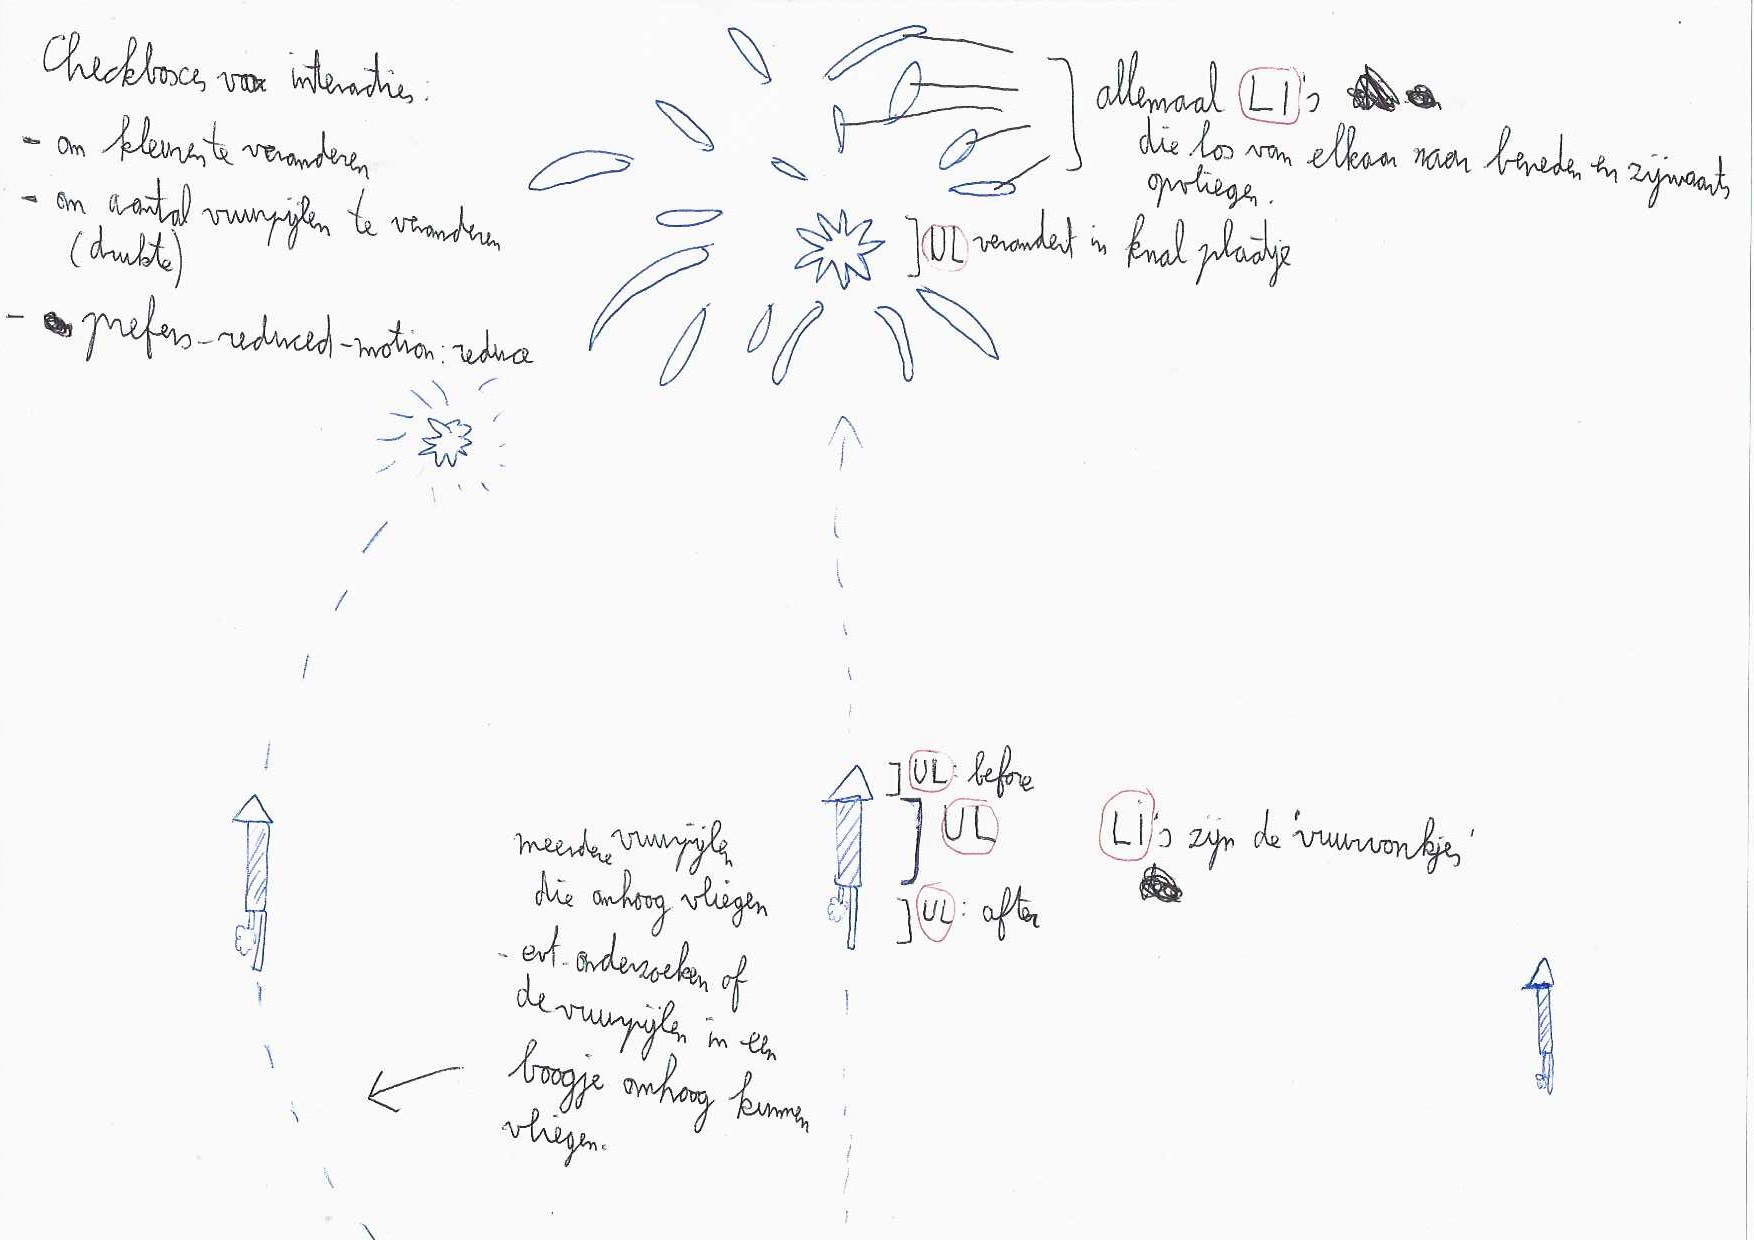 Checkboxes voor interacties:
- om kleuren te veranderen
- om aantal vuurpijlen te veranderen
(drukte)
- prefers-reduced-motion: reduce
allemaal LI's
die los van elkaar naar beneden en zijwaarts
opvliegen.
UL verandert in knal plaatje
UL: before
UL
UL: after
LI's zijn de 'vuurvonkjes'
meerdere vuurpijlen
die omhoog vliegen
- evt. onderzoeken of
de vuurpijlen in een
boogje omhoog kunnen
vliegen.